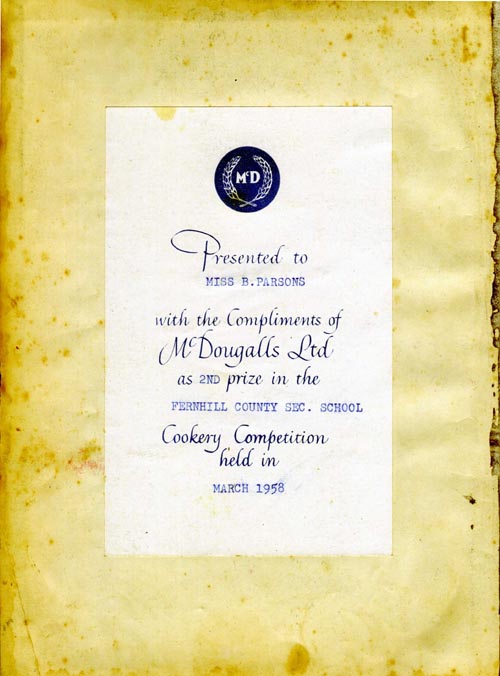 McD
Presented to
MISS B.PARSONS
with the Compliments of
McDougalls Ltd
as 2ND prize in the
FERNHILL COUNTY SEC. SCHOOL
Cookery Competition
held in
MARCH 1958